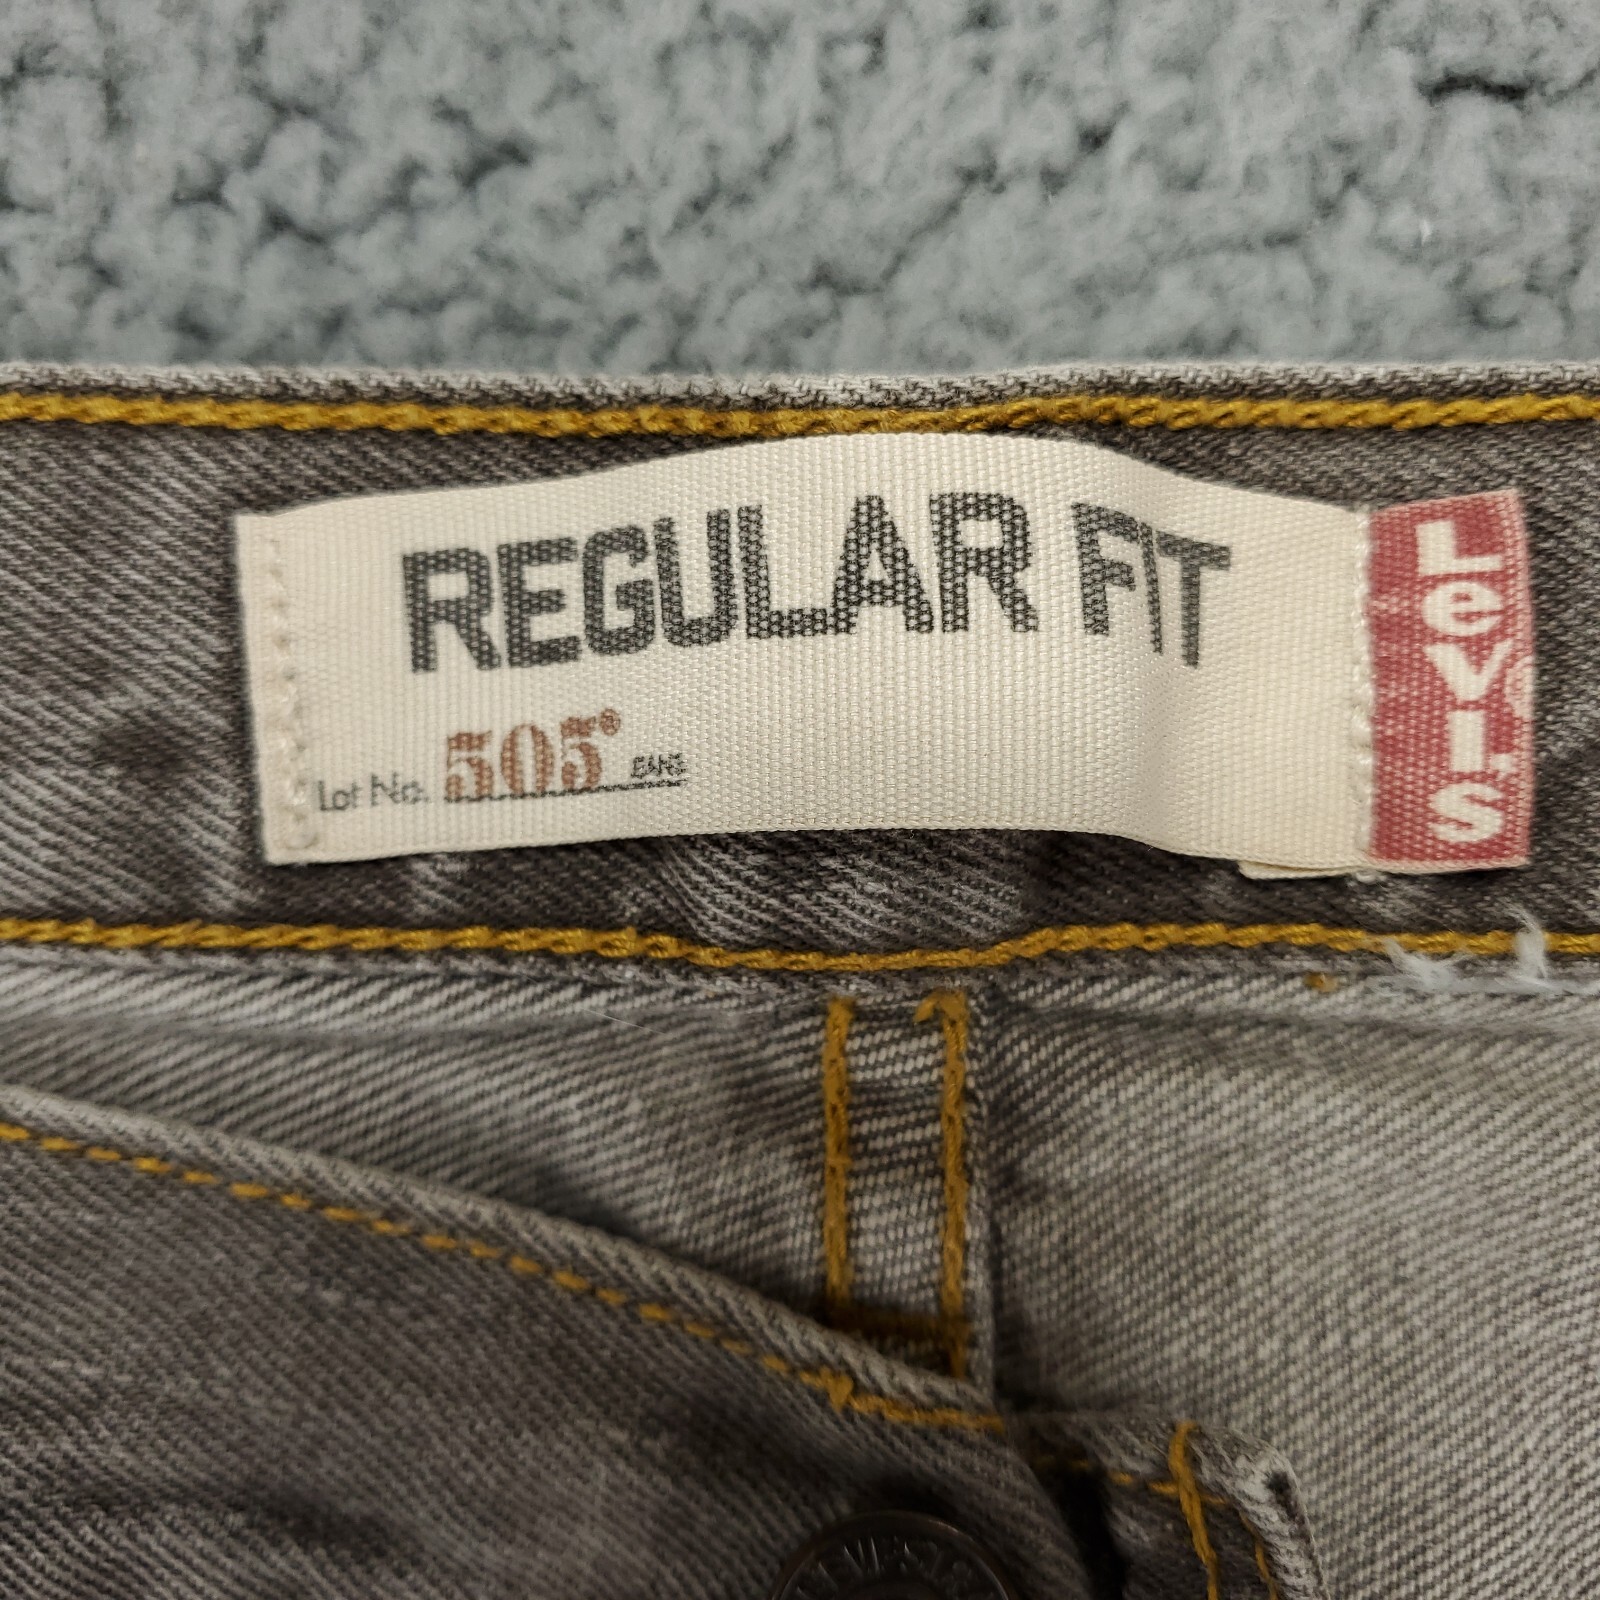 REGULAR FIT
Lot No. 505®
LeVI'S